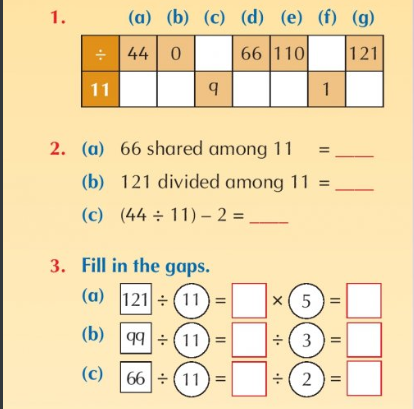 1. (a) (b) (c) (d) (e) (f) (g)
÷ 44 0 66 110 121
11 9 1
2. (a) 66 shared among 11 = ____
(b) 121 divided among 11 = ____
(c) (44 ÷ 11) – 2 = ____
3. Fill in the gaps.
(a) 121 ÷ 11 = × 5 =
(b) 99 ÷ 11 = ÷ 3 =
(c) 66 ÷ 11 = ÷ 2 =